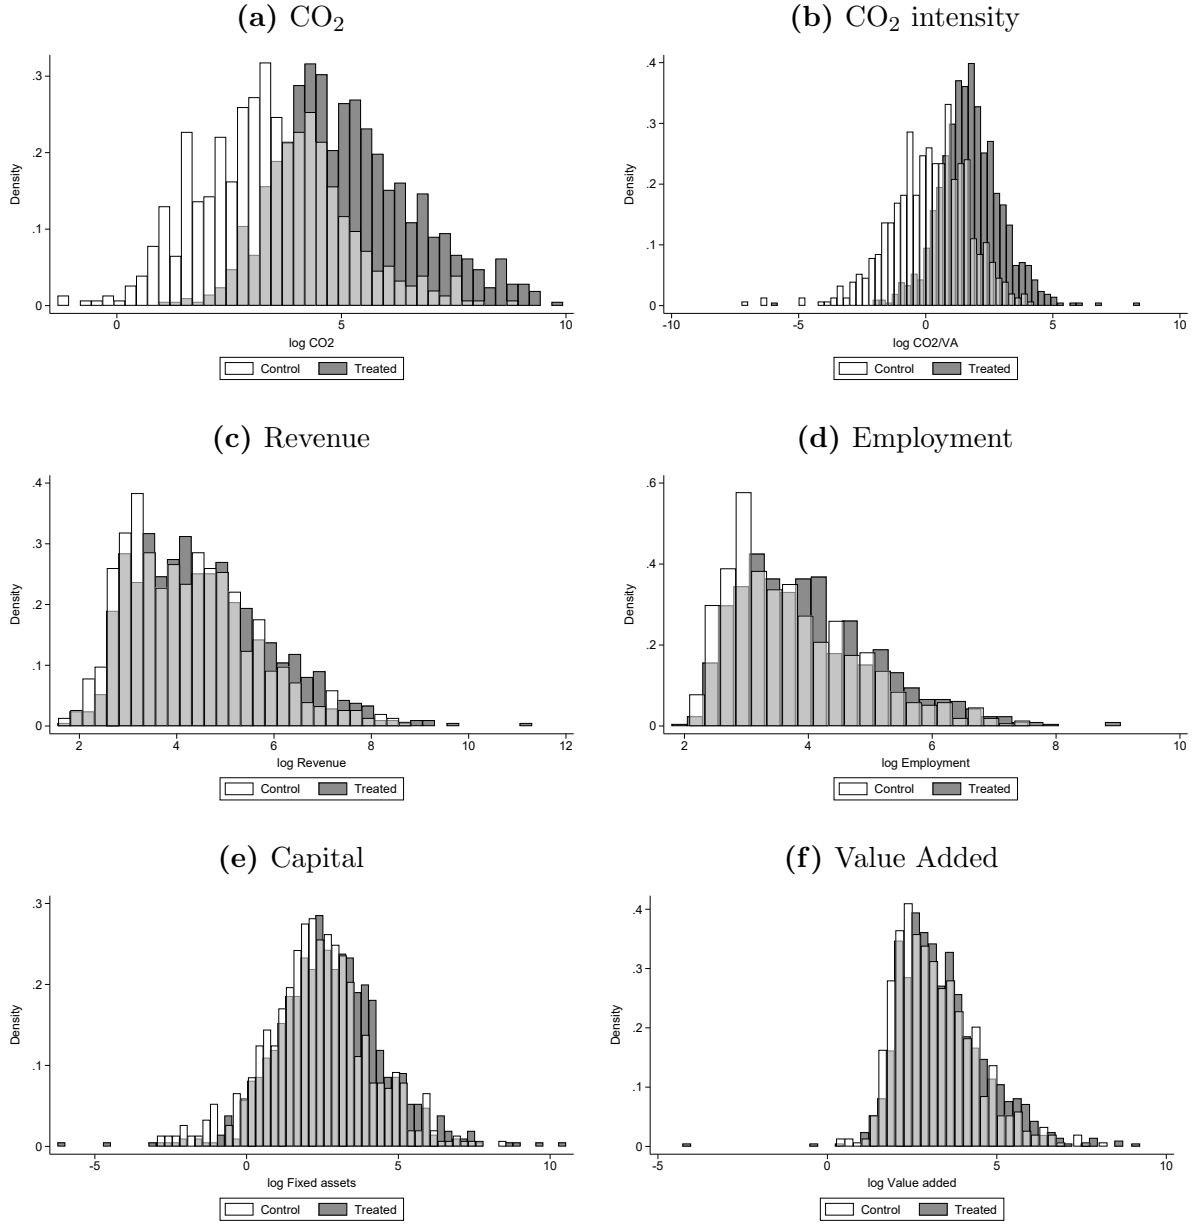 (a) CO₂
Density
.3
.2
.1
0
0 5 10
log CO2
Control Treated
(b) CO₂ intensity
Density
.4
.3
.2
.1
0
-10 -5 0 5 10
log CO2/VA
Control Treated
(c) Revenue
Density
.4
.3
.2
.1
0
2 4 6 8 10 12
log Revenue
Control Treated
(d) Employment
Density
.6
.4
.2
0
2 4 6 8 10
log Employment
Control Treated
(e) Capital
Density
.3
.2
.1
0
-5 0 5 10
log Fixed assets
Control Treated
(f) Value Added
Density
.4
.3
.2
.1
0
-5 0 5 10
log Value added
Control Treated